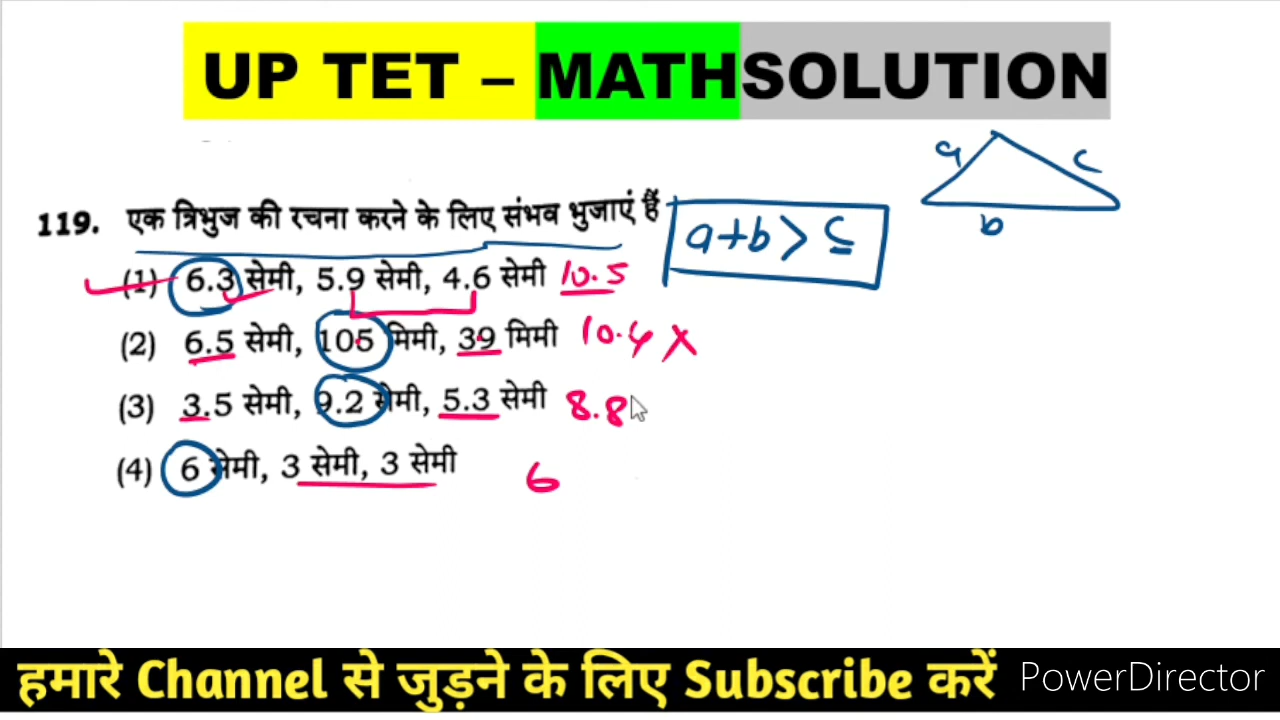 UP TET – MATHSOLUTION
119. एक त्रिभुज की रचना करने के लिए संभव भुजाएं हैं
a+b > c
a
c
b
(1) 6.3 सेमी, 5.9 सेमी, 4.6 सेमी 10.5
(2) 6.5 सेमी, 105 मिमी, 39 मिमी 10.4 X
(3) 3.5 सेमी, 9.2 सेमी, 5.3 सेमी 8.8
(4) 6 सेमी, 3 सेमी, 3 सेमी 6
हमारे Channel से जुड़ने के लिए Subscribe करें PowerDirector